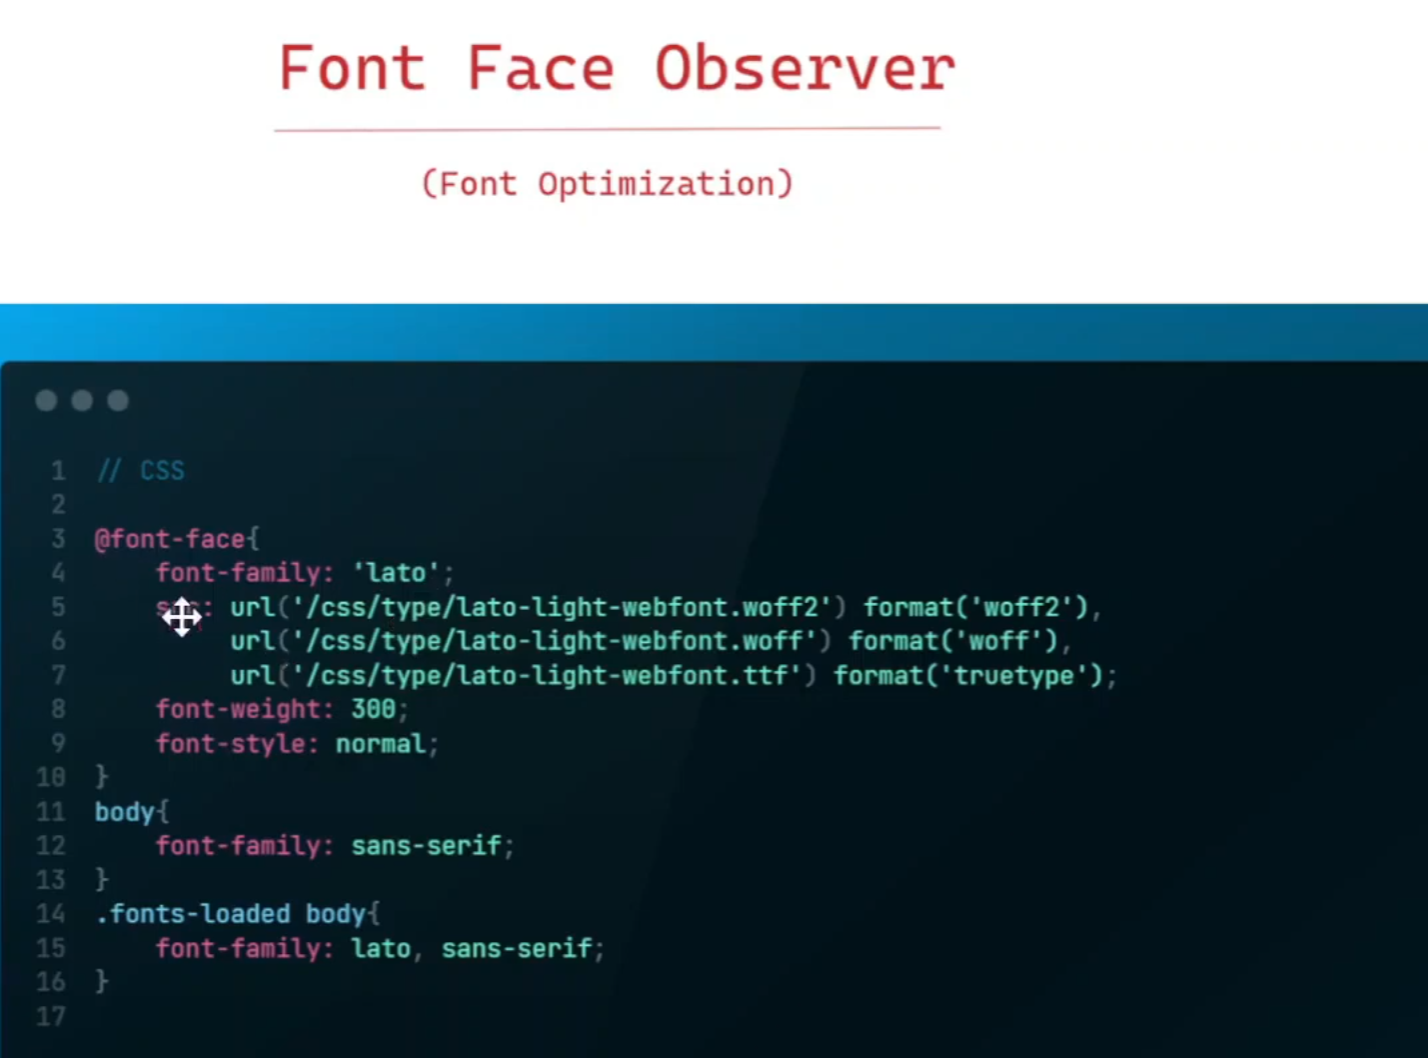 Font Face Observer
(Font Optimization)
1 // CSS
2
3 @font-face{
4 font-family: 'lato';
5 url('/css/type/lato-light-webfont.woff2') format('woff2'),
6 url('/css/type/lato-light-webfont.woff') format('woff'),
7 url('/css/type/lato-light-webfont.ttf') format('truetype');
8 font-weight: 300;
9 font-style: normal;
10 }
11 body{
12 font-family: sans-serif;
13 }
14 .fonts-loaded body{
15 font-family: lato, sans-serif;
16 }
17